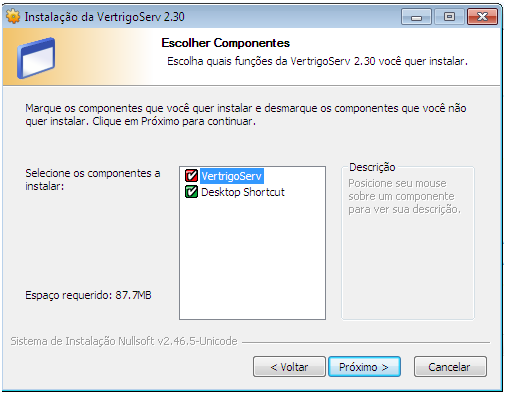 Instalação da VertrigoServ 2.30
Escolher Componentes
Escolha quais funções da VertrigoServ 2.30 você quer instalar.
Marque os componentes que você quer instalar e desmarque os componentes que você não
quer instalar. Clique em Próximo para continuar.
Selecione os componentes a
instalar:
VertrigoServ
Desktop Shortcut
Descrição
Posicione seu mouse
sobre um componente
para ver sua descrição.
Espaço requerido: 87.7MB
Sistema de Instalação Nullsoft v2.46.5-Unicode
< Voltar
Próximo >
Cancelar